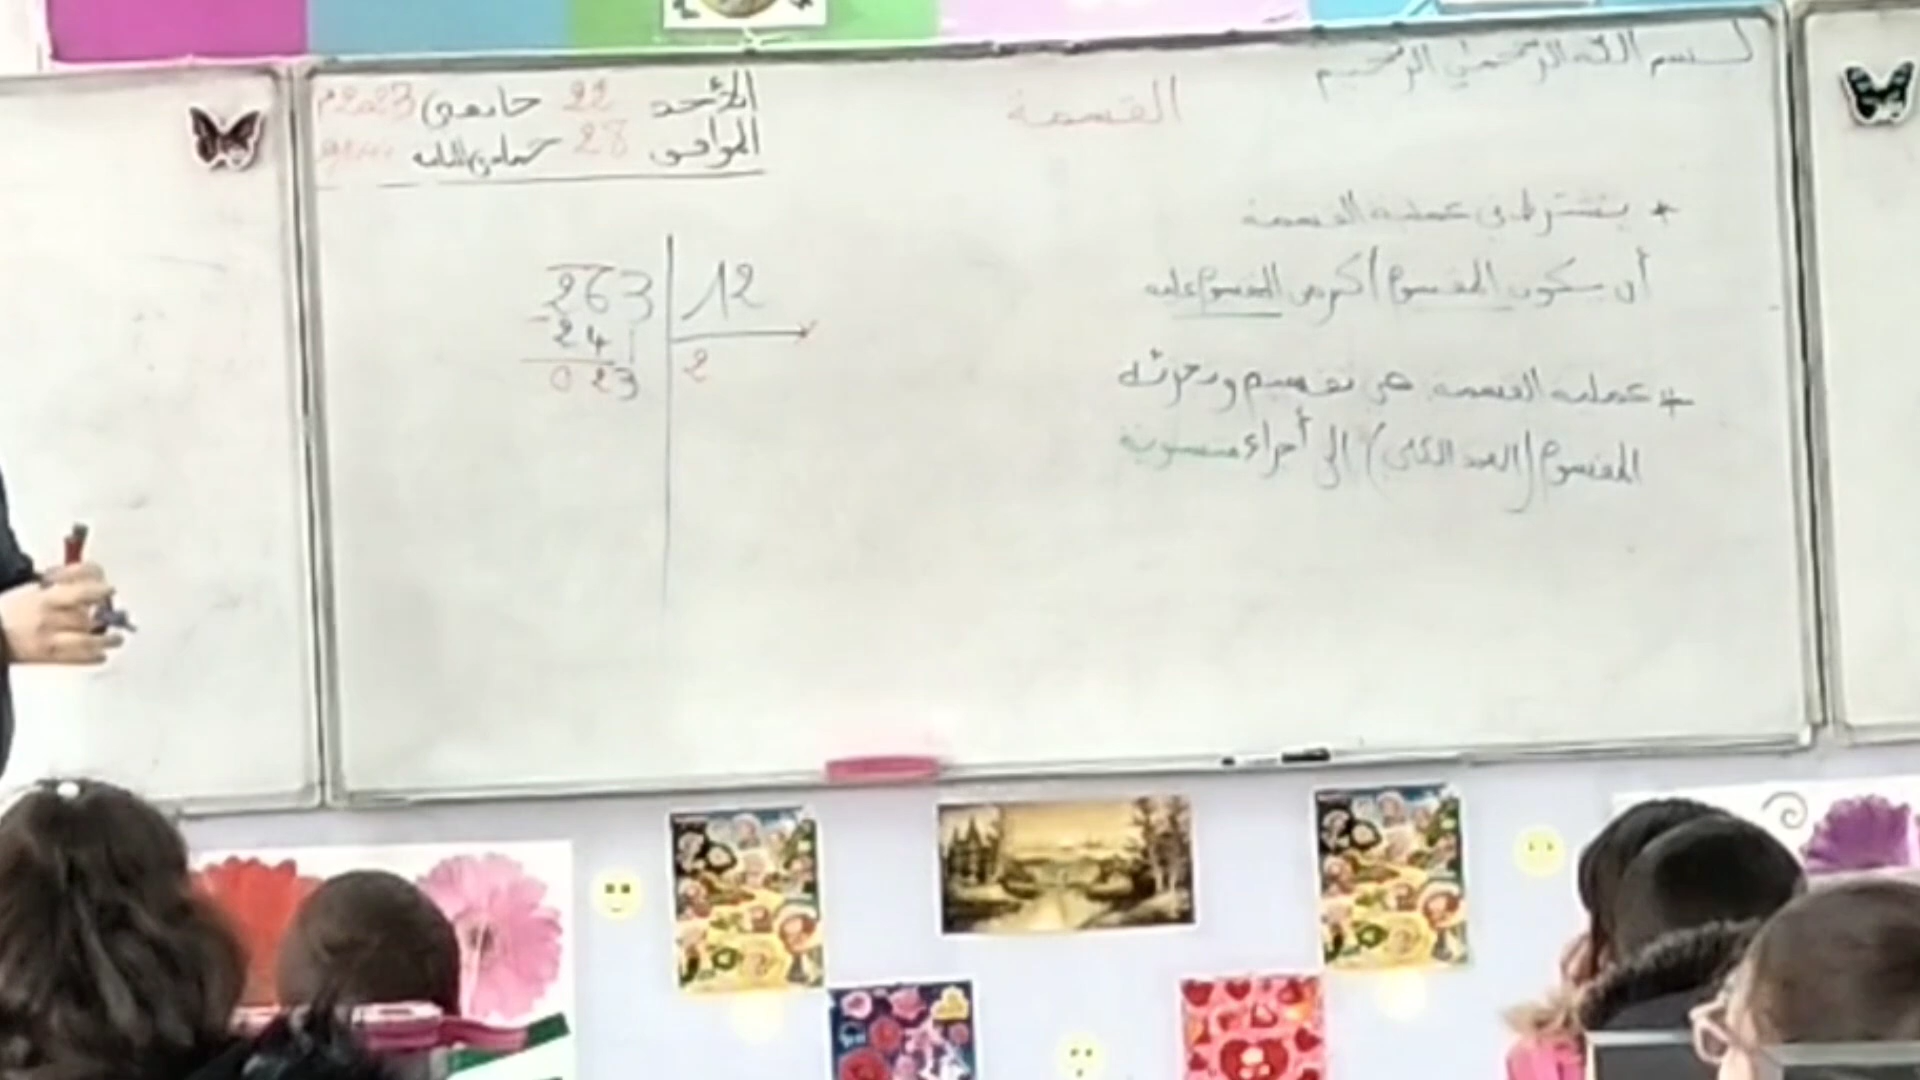 بسم الله الرحمن الرحيم
القسمة
الأحد 22 جانفي 2023م
الموافق 28 جمادى الثانية
* يشترط في عملية القسمة
أن يكون المقسوم أكبر من المقسوم عليه
* عملية القسمة هي تقسيم وتجزئة
المقسوم (العدد الكلي) إلى أجزاء متساوية
263 | 12
- 24 | 2
023